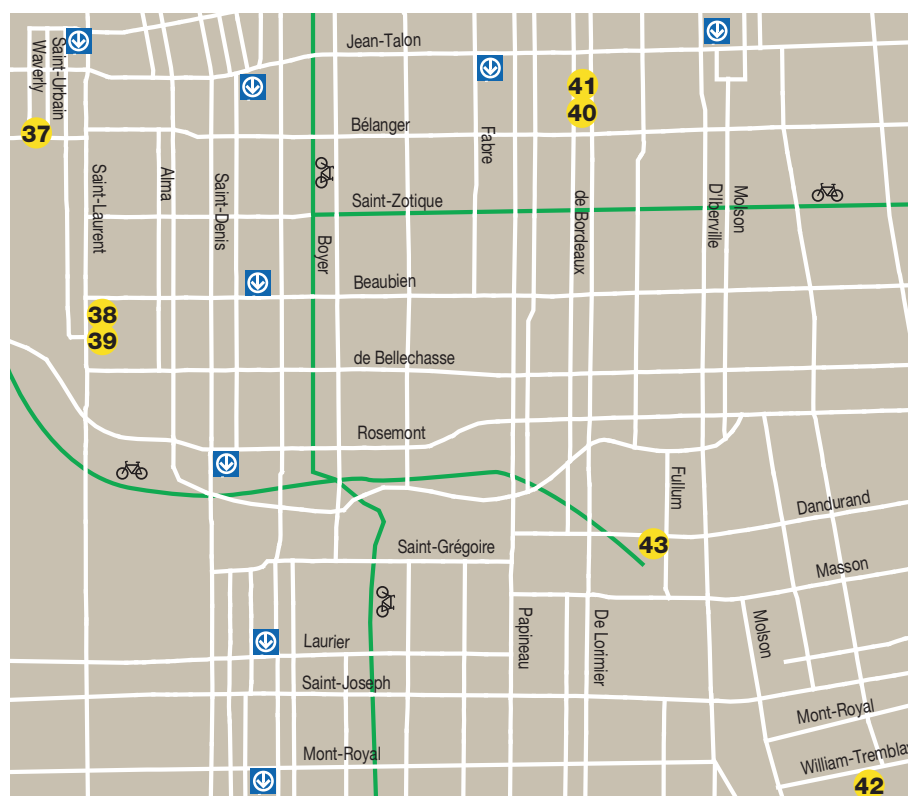 Jean-Talon
Saint-Urbain
Waverly
41
40
37
Bélanger
Fabre
Saint-Laurent
Alma
Saint-Denis
Saint-Zotique
de Bordeaux
D'Iberville
Molson
Boyer
Beaubien
38
39
de Bellechasse
Rosemont
Fullum
Dandurand
43
Saint-Grégoire
Masson
Papineau
De Lorimier
Molson
Laurier
Saint-Joseph
Mont-Royal
Mont-Royal
William-Tremblay
42